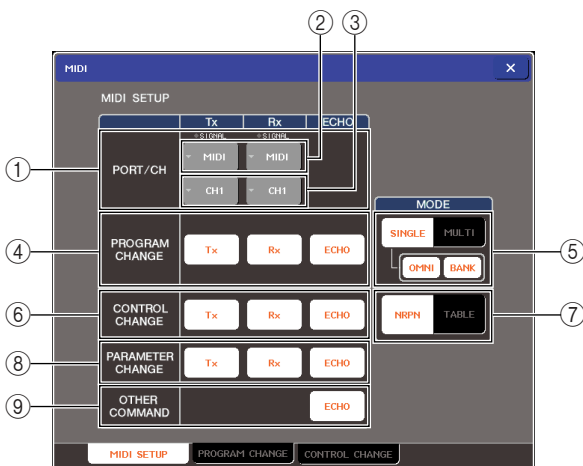 ② ③
MIDI ×
MIDI SETUP
Tx Rx ECHO
SIGNAL SIGNAL
① PORT/CH MIDI MIDI
CH1 CH1
MODE
④ PROGRAM CHANGE Tx Rx ECHO
SINGLE MULTI ⑤
OMNI BANK
⑥ CONTROL CHANGE Tx Rx ECHO
NRPN TABLE ⑦
⑧ PARAMETER CHANGE Tx Rx ECHO
⑨ OTHER COMMAND ECHO
MIDI SETUP PROGRAM CHANGE CONTROL CHANGE